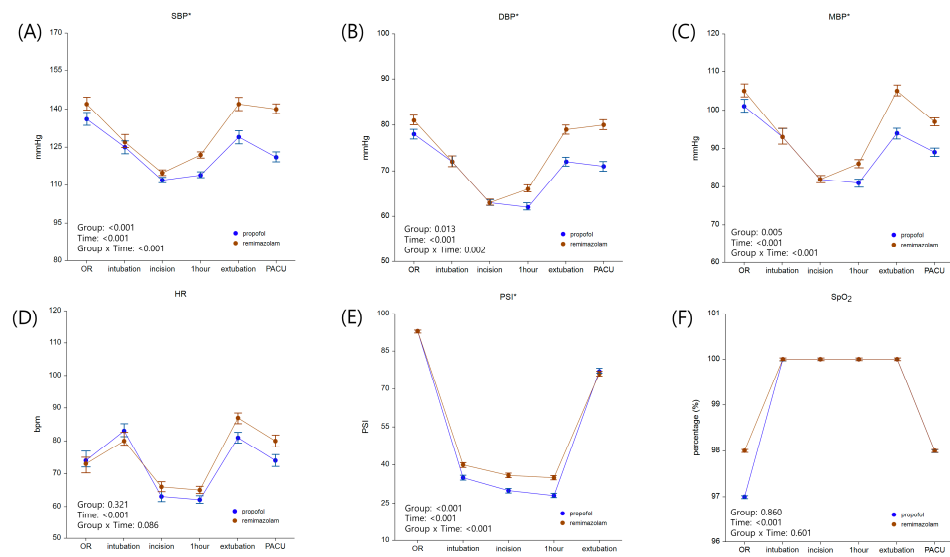 (A)
SBP*
mmHg
170
155
140
125
110
95
80
Group: <0.001
Time: <0.001
Group x Time: <0.001
propofol
remimazolam
OR intubation incision 1hour extubation PACU
(B)
DBP*
mmHg
100
90
80
70
60
50
Group: 0.013
Time: <0.001
Group x Time: 0.002
propofol
remimazolam
OR intubation incision 1hour extubation PACU
(C)
MBP*
mmHg
120
110
100
90
80
70
60
Group: 0.005
Time: <0.001
Group x Time: <0.001
propofol
remimazolam
OR intubation incision 1hour extubation PACU
(D)
HR
bpm
120
110
100
90
80
70
60
50
Group: 0.321
Time: <0.001
Group x Time: 0.086
propofol
remimazolam
OR intubation incision 1hour extubation PACU
(E)
PSI*
PSI
100
85
70
55
40
25
10
Group: <0.001
Time: <0.001
Group x Time: <0.001
propofol
remimazolam
OR intubation incision 1hour extubation
(F)
SpO2
percentage (%)
101
100
99
98
97
96
Group: 0.860
Time: <0.001
Group x Time: 0.601
propofol
remimazolam
OR intubation incision 1hour extubation PACU